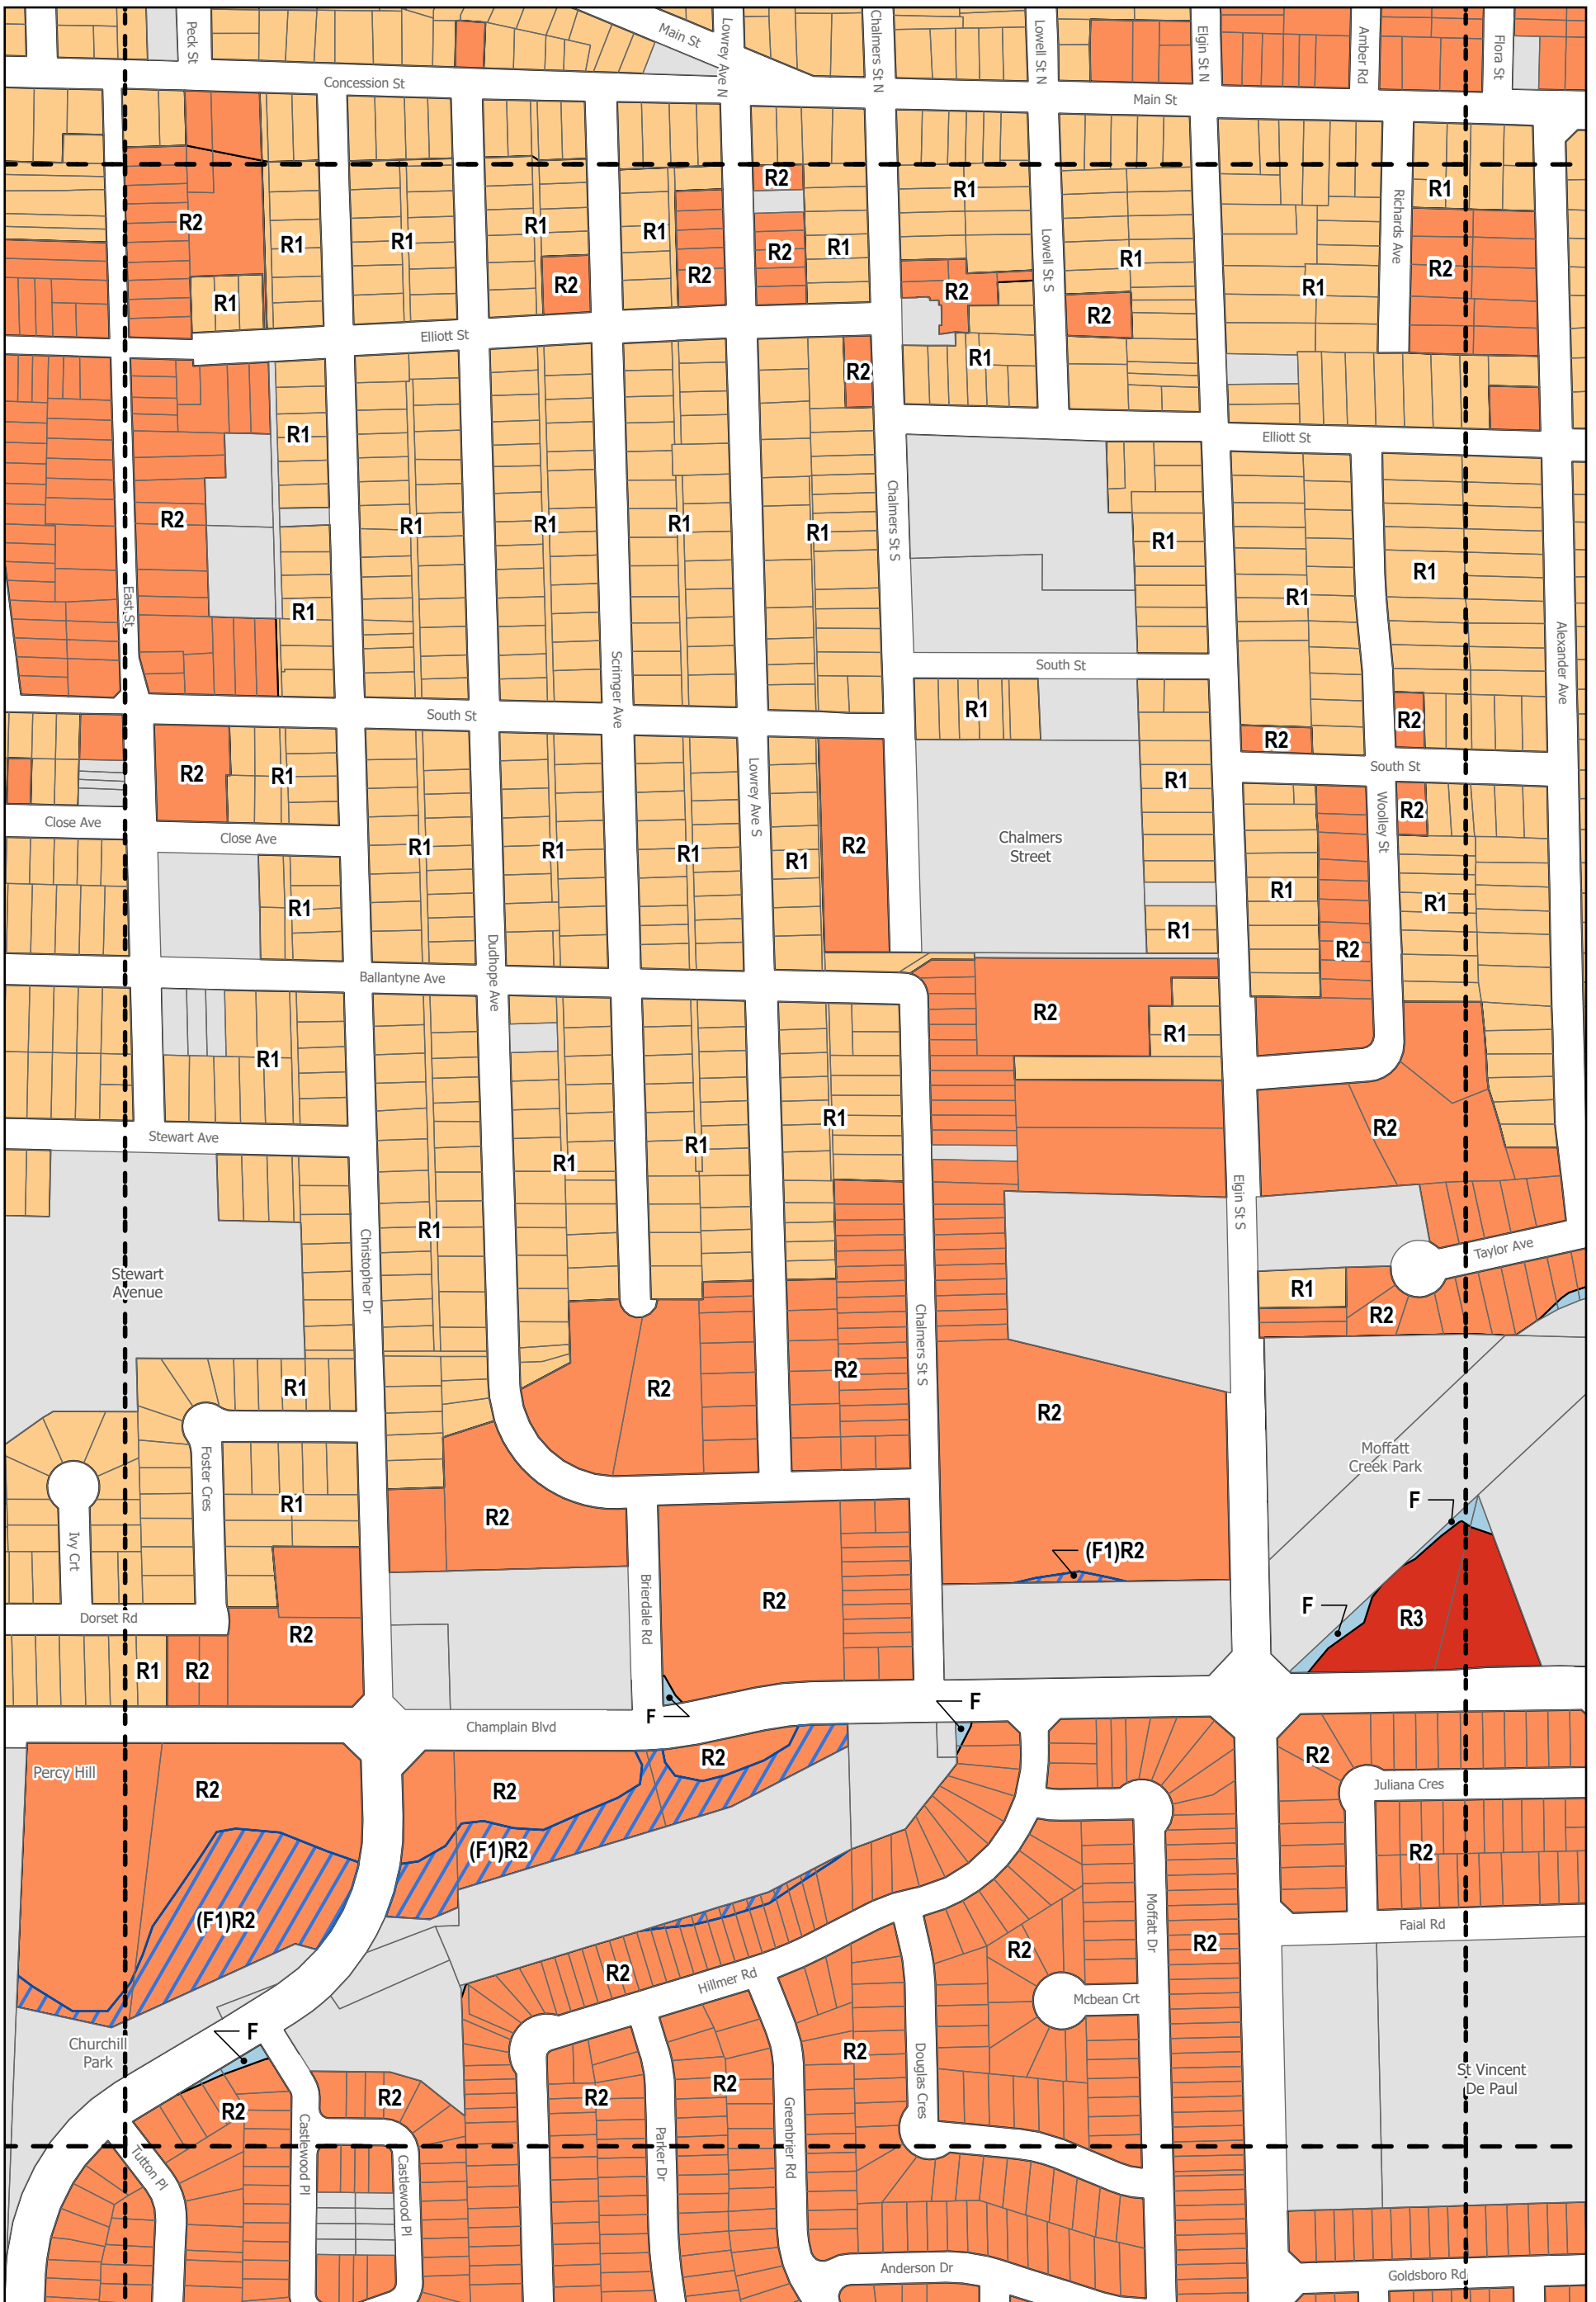 Peck St
Main St
Lowrey Ave N
Chalmers St N
Lowell St N
Elgin St N
Amber Rd
Flora St
Concession St
Main St
R2
R1
R1
R1
R2
R1
R1
R2
R1
R2
R2
R1
R1
R2
R1
Lowell St S
R1
R2
R1
Richards Ave
R1
R2
Elliott St
R2
Elliott St
R1
R2
R1
East St
R1
R1
R1
R1
Scrimger Ave
Chalmers St S
R1
R1
R1
Alexander Ave
South St
South St
R1
R2
R2
South St
R2
R1
Close Ave
Close Ave
R1
R1
R1
R1
Lowrey Ave S
R1
R2
Chalmers
Street
R1
R1
R1
R2
Woolley St
R2
R1
Ballantyne Ave
Dudhope Ave
R1
R2
R1
Stewart Ave
R1
R1
R1
R1
R2
Stewart
Avenue
Christopher Dr
Elgin St S
Taylor Ave
R1
R2
Chalmers St S
R1
R2
R2
R2
Foster Cres
R1
Ivy Crt
R2
Moffatt
Creek Park
F
F
R3
(F1)R2
Brierdale Rd
R2
Dorset Rd
R1
R2
R2
F
F
Champlain Blvd
Percy Hill
R2
R2
R2
(F1)R2
(F1)R2
R2
Juliana Cres
R2
Faial Rd
Moffatt Dr
R2
R2
R2
Hillmer Rd
Mcbean Crt
Churchill
Park
F
R2
R2
R2
R2
R2
Douglas Cres
St Vincent
De Paul
Tutton Pl
Castlewood Pl
Castlewood Pl
Parker Dr
Greenbrier Rd
Anderson Dr
Goldsboro Rd